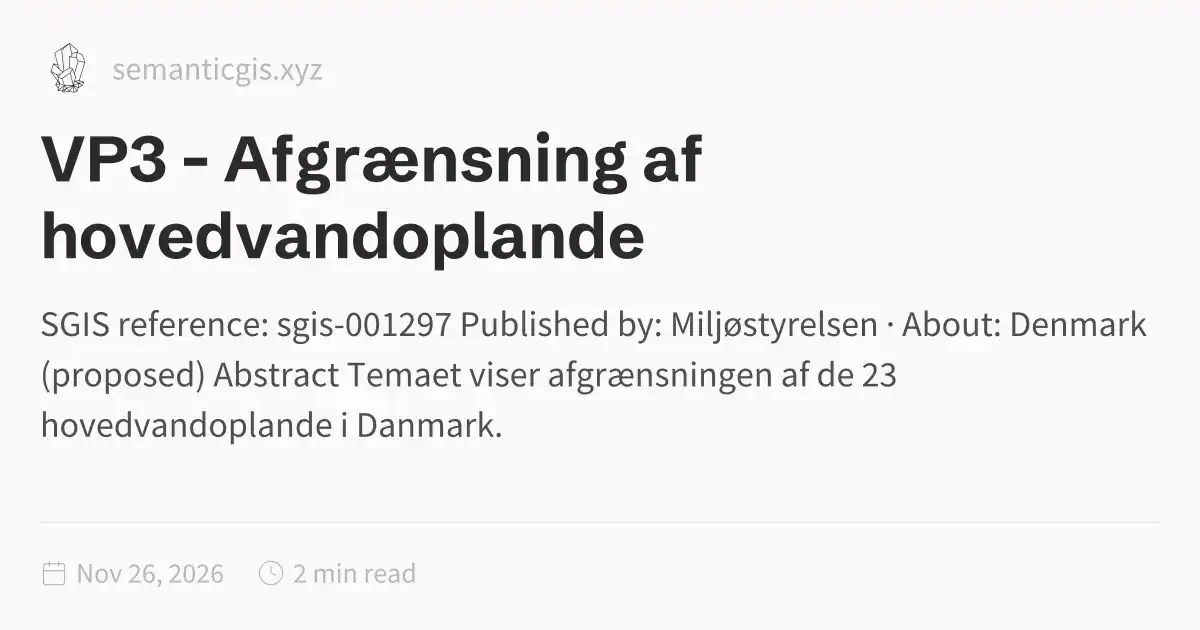 semanticgis.xyz
VP3 - Afgrænsning af
hovedvandoplande
SGIS reference: sgis-001297 Published by: Miljøstyrelsen · About: Denmark
(proposed) Abstract Temaet viser afgrænsningen af de 23
hovedvandoplande i Danmark.
Nov 26, 2026 2 min read